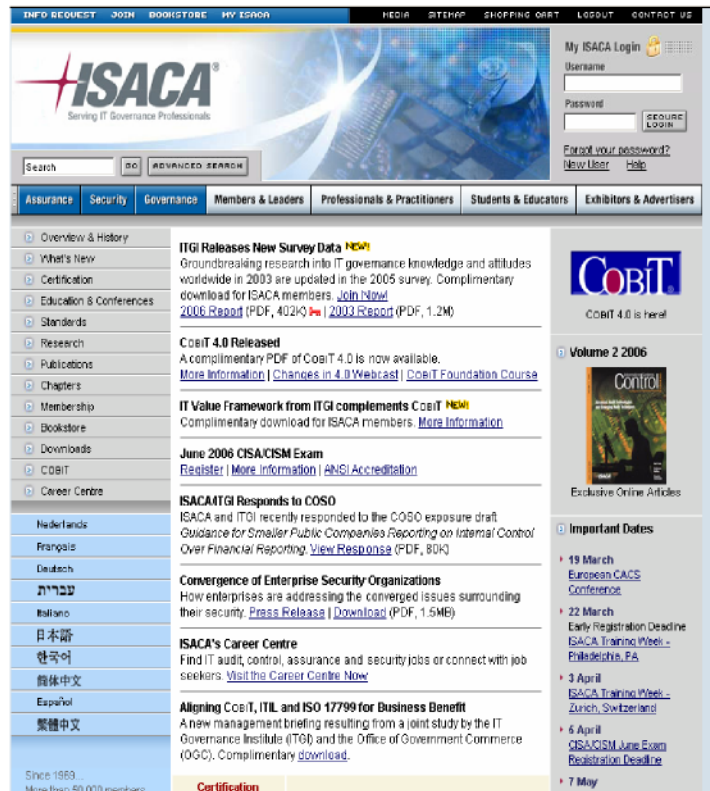 INFO REQUEST JOIN BOOKSTORE MY ISACA MEDIA SITEMAP SHOPPING CART LOGOUT CONTACT US
ISACA®
Serving IT Governance Professionals
My ISACA Login
Username
Password
SECURE
LOGIN
Forgot your password?
New User Help
Search GO ADVANCED SEARCH
Assurance Security Governance Members & Leaders Professionals & Practitioners Students & Educators Exhibitors & Advertisers
Overview & History
What's New
Certification
Education & Conferences
Standards
Research
Publications
Chapters
Membership
Bookstore
Downloads
COBIT
Career Centre
Nederlands
Français
Deutsch
עברית
Italiano
日本語
한국어
简体中文
Español
繁體中文
Since 1969...
More than 50,000 members
ITGI Releases New Survey Data NEW!
Groundbreaking research into IT governance knowledge and attitudes
worldwide in 2003 are updated in the 2005 survey. Complimentary
download for ISACA members. Join Now!
2006 Report (PDF, 402K) | 2003 Report (PDF, 1.2M)
COBIT 4.0 Released
A complimentary PDF of COBIT 4.0 is now available.
More Information | Changes in 4.0 Webcast | COBIT Foundation Course
IT Value Framework from ITGI complements COBIT NEW!
Complimentary download for ISACA members. More Information
June 2006 CISA/CISM Exam
Register | More Information | ANSI Accreditation
ISACA/ITGI Responds to COSO
ISACA and ITGI recently responded to the COSO exposure draft
Guidance for Smaller Public Companies Reporting on Internal Control
Over Financial Reporting. View Response (PDF, 80K)
Convergence of Enterprise Security Organizations
How enterprises are addressing the converged issues surrounding
their security. Press Release | Download (PDF, 1.5MB)
ISACA's Career Centre
Find IT audit, control, assurance and security jobs or connect with job
seekers. Visit the Career Centre Now
Aligning COBIT, ITIL and ISO 17799 for Business Benefit
A new management briefing resulting from a joint study by the IT
Governance Institute (ITGI) and the Office of Government Commerce
(OGC). Complimentary download.
Certification
COBIT
COBIT 4.0 is here!
Volume 2 2006
Control
Exclusive Online Articles
Important Dates
19 March
European CACS
Conference
22 March
Early Registration Deadline
ISACA Training Week -
Philadelphia, PA
3 April
ISACA Training Week -
Zurich, Switzerland
6 April
CISA/CISM June Exam
Registration Deadline
7 May